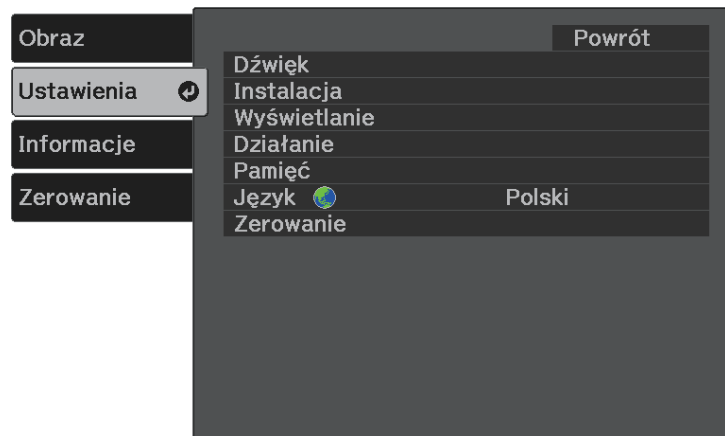 Obraz
Ustawienia
Informacje
Zerowanie
Powrót
Dźwięk
Instalacja
Wyświetlanie
Działanie
Pamięć
Język Polski
Zerowanie